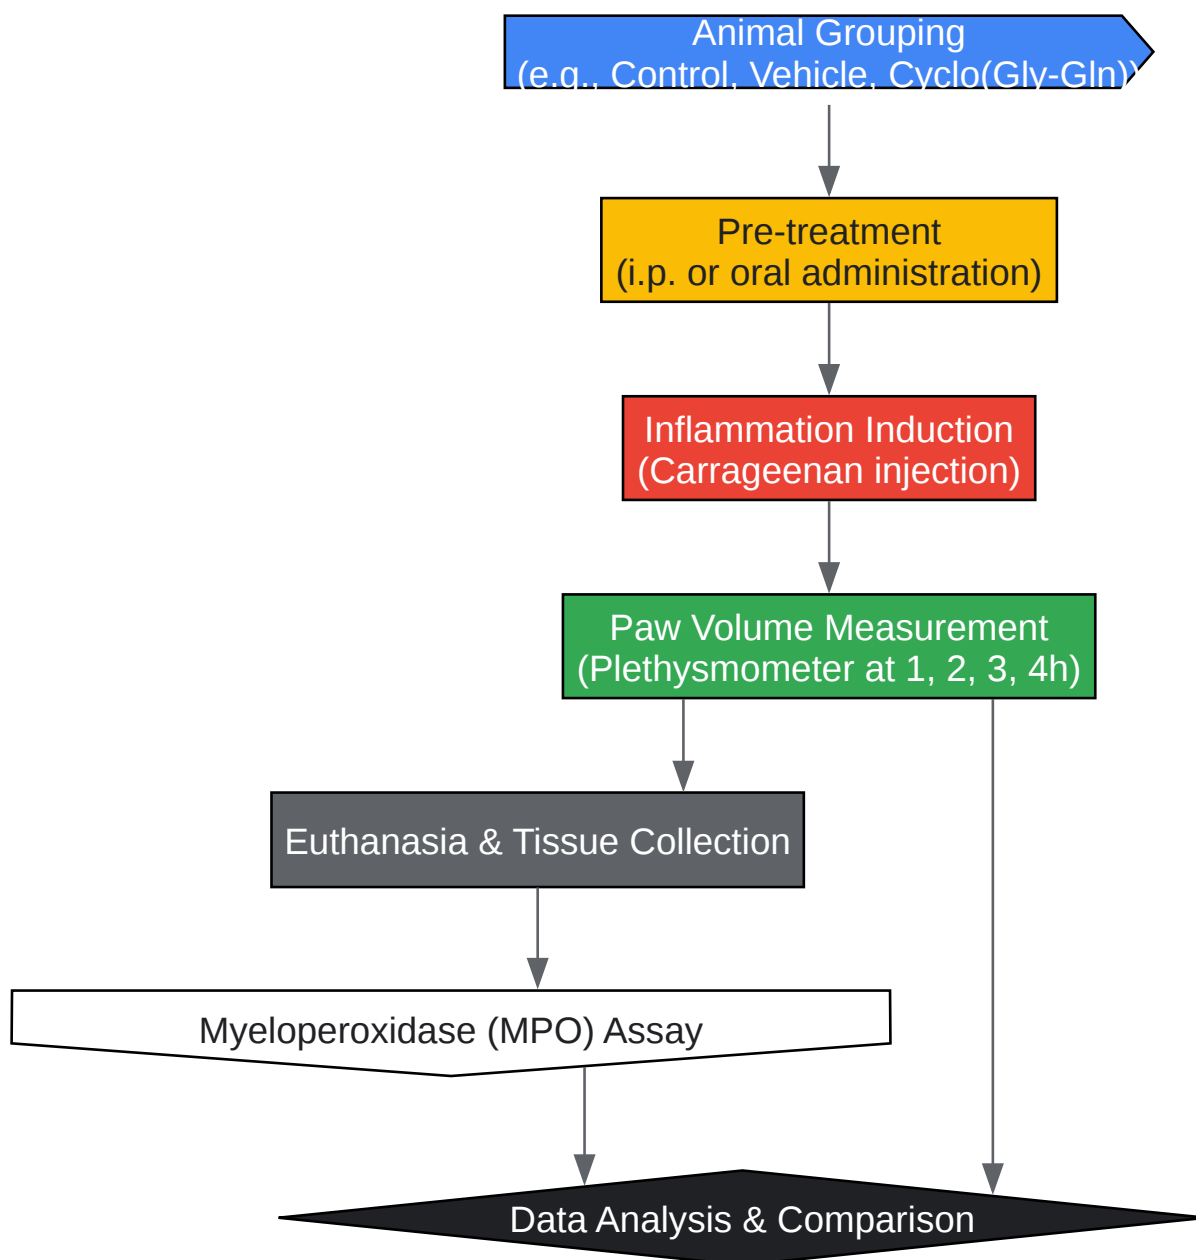 Animal Grouping
(e.g., Control, Vehicle, Cyclo(Gly-Gln))
Pre-treatment
(i.p. or oral administration)
Inflammation Induction
(Carrageenan injection)
Paw Volume Measurement
(Plethysmometer at 1, 2, 3, 4h)
Euthanasia & Tissue Collection
Myeloperoxidase (MPO) Assay
Data Analysis & Comparison